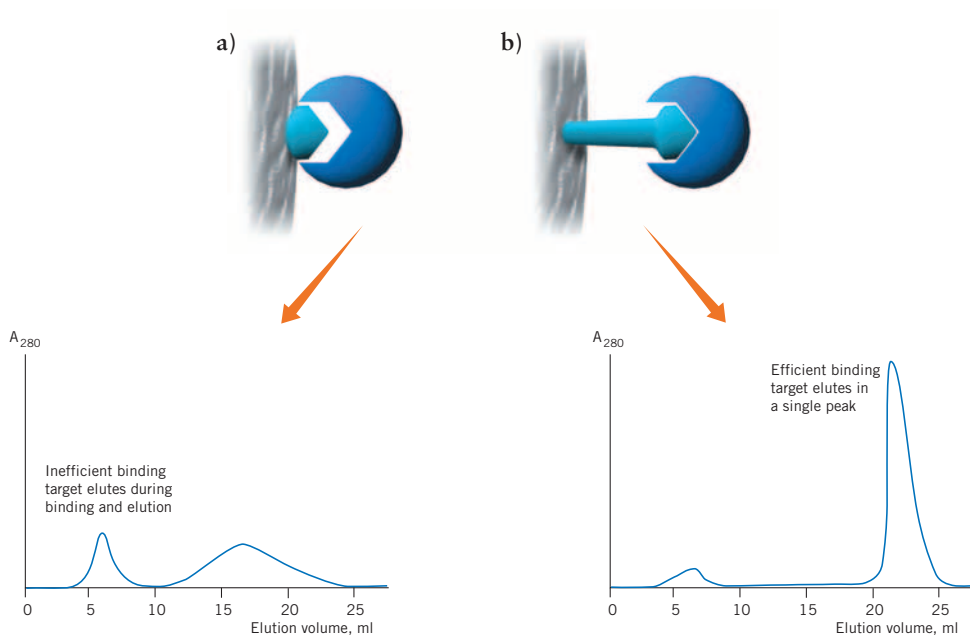 a)
b)
A280
Inefficient binding
target elutes during
binding and elution
0 5 10 15 20 25
Elution volume, ml
A280
Efficient binding
target elutes in
a single peak
0 5 10 15 20 25
Elution volume, ml